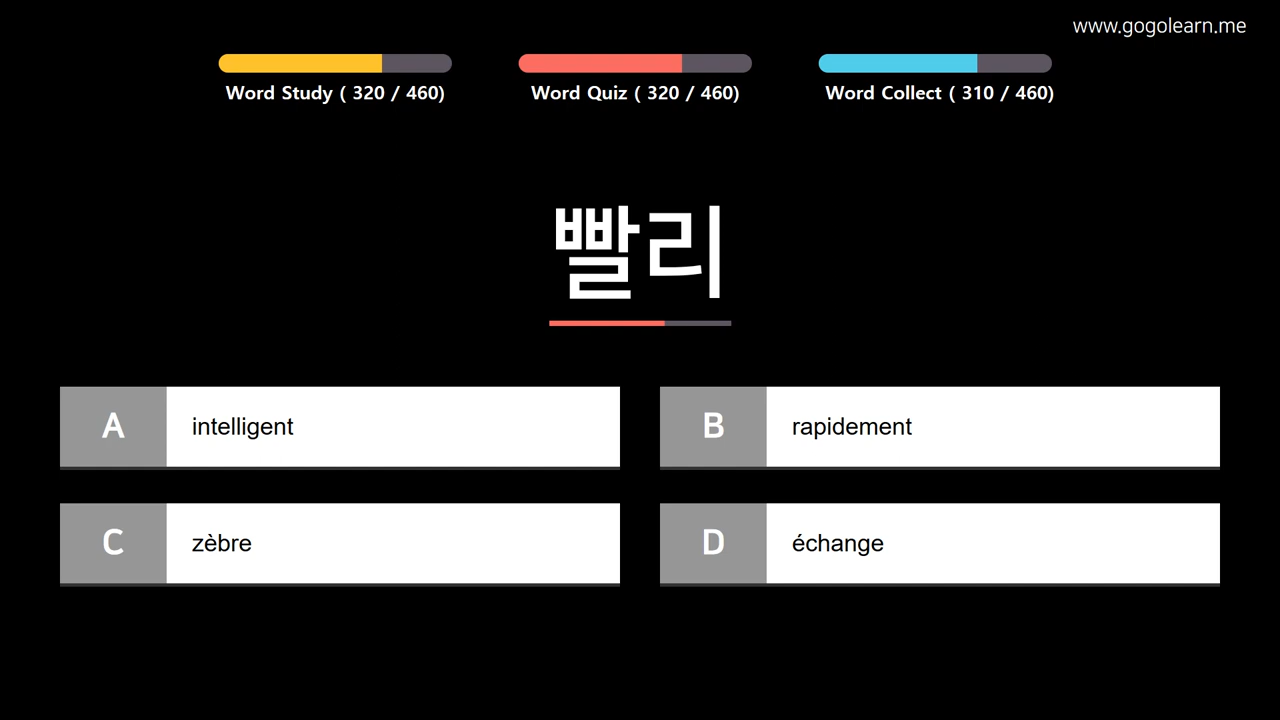 www.gogolearn.me
Word Study ( 320 / 460)
Word Quiz ( 320 / 460)
Word Collect ( 310 / 460)
빨리
A intelligent
B rapidement
C zèbre
D échange